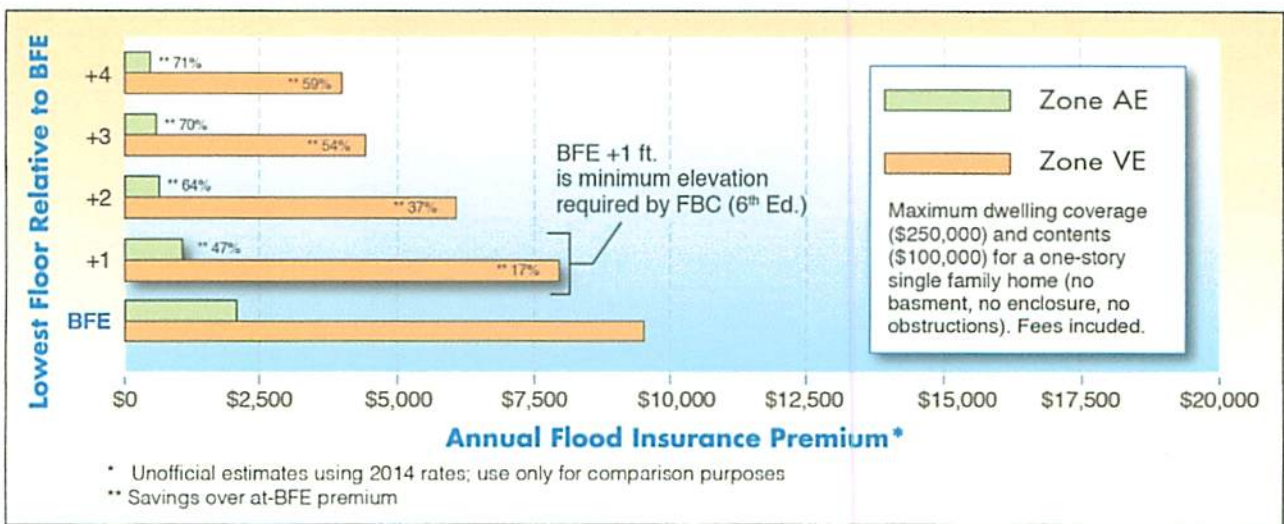 Lowest Floor Relative to BFE
+4
** 71%
** 59%
+3
** 70%
** 54%
+2
** 64%
** 37%
+1
** 47%
** 17%
BFE
BFE +1 ft.
is minimum elevation
required by FBC (6th Ed.)
Zone AE
Zone VE
Maximum dwelling coverage
($250,000) and contents
($100,000) for a one-story
single family home (no
basment, no enclosure, no
obstructions). Fees incuded.
$0
$2,500
$5,000
$7,500
$10,000
$12,500
$15,000
$17,500
$20,000
Annual Flood Insurance Premium*
* Unofficial estimates using 2014 rates; use only for comparison purposes
** Savings over at-BFE premium